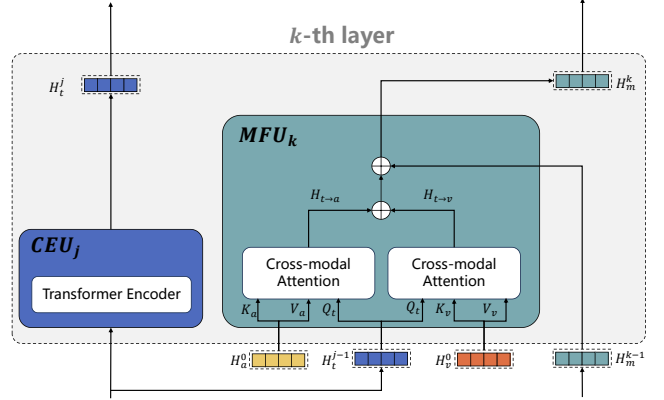 k-th layer
H_t^j
H_m^k
MFU_k
H_{t→a}
H_{t→v}
CEU_j
Transformer Encoder
Cross-modal
Attention
Cross-modal
Attention
K_a
V_a
Q_t
Q_t
K_v
V_v
H_a^0
H_t^{j-1}
H_v^0
H_m^{k-1}